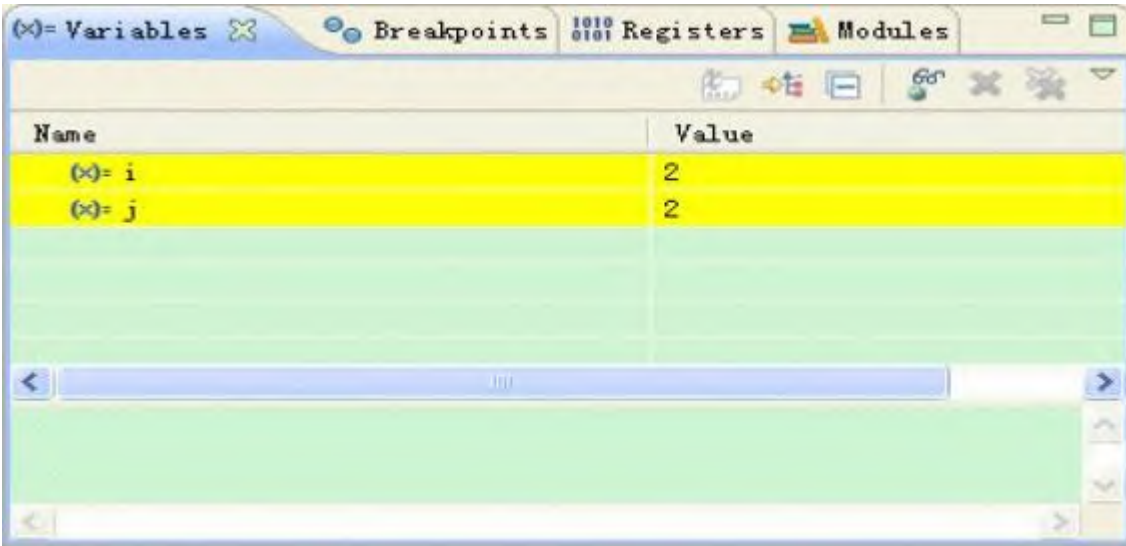 (x)= Variables Breakpoints 1010 0101 Registers Modules
Name Value
(x)= i 2
(x)= j 2